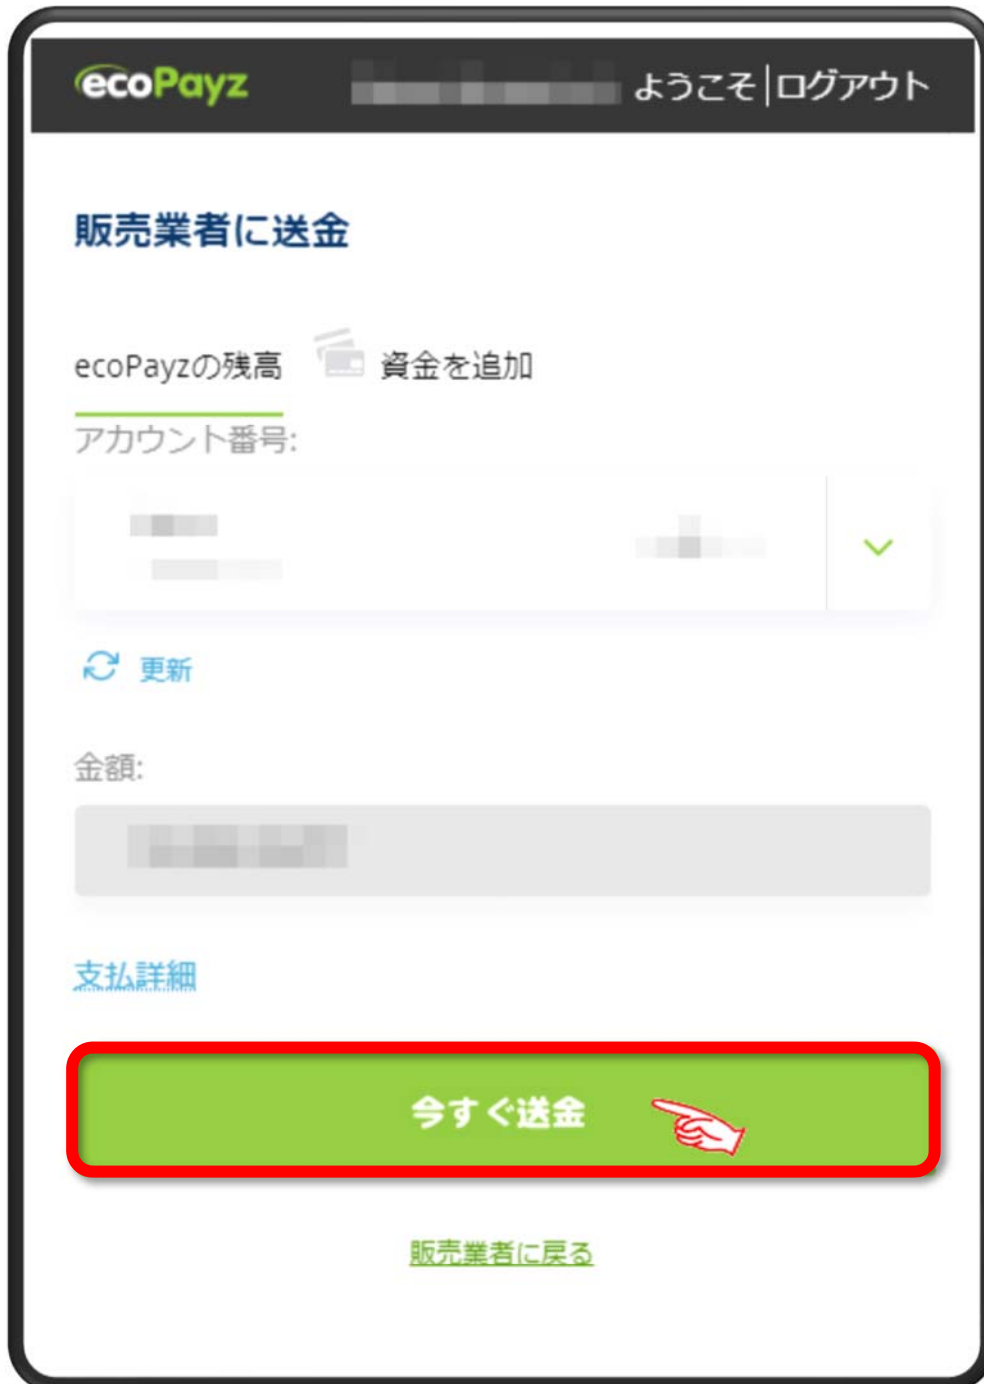 ecoPayz ようこそ|ログアウト
販売業者に送金
ecoPayzの残高 資金を追加
アカウント番号:
更新
金額:
支払詳細
今すぐ送金
販売業者に戻る